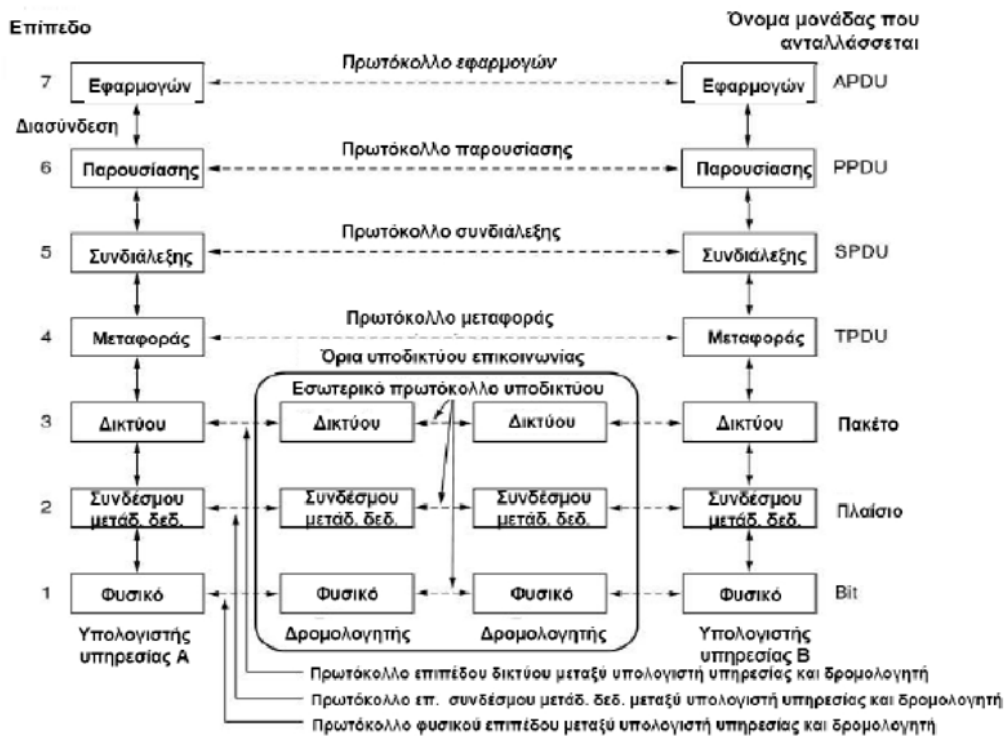 Επίπεδο
Όνομα μονάδας που
ανταλλάσσεται
Πρωτόκολλο εφαρμογών
7
Εφαρμογών
Εφαρμογών
APDU
Διασύνδεση
Πρωτόκολλο παρουσίασης
6
Παρουσίασης
Παρουσίασης
PPDU
Πρωτόκολλο συνδιάλεξης
5
Συνδιάλεξης
Συνδιάλεξης
SPDU
Πρωτόκολλο μεταφοράς
4
Μεταφοράς
Μεταφοράς
TPDU
Όρια υποδικτύου επικοινωνίας
Εσωτερικό πρωτόκολλο υποδικτύου
3
Δικτύου
Δικτύου
Δικτύου
Δικτύου
Πακέτο
2
Συνδέσμου
μετάδ. δεδ.
Συνδέσμου
μετάδ. δεδ.
Συνδέσμου
μετάδ. δεδ.
Συνδέσμου
μετάδ. δεδ.
Πλαίσιο
1
Φυσικό
Φυσικό
Φυσικό
Φυσικό
Bit
Υπολογιστής
υπηρεσίας A
Δρομολογητής
Δρομολογητής
Υπολογιστής
υπηρεσίας B
Πρωτόκολλο επιπέδου δικτύου μεταξύ υπολογιστή υπηρεσίας και δρομολογητή
Πρωτόκολλο επ. συνδέσμου μετάδ. δεδ. μεταξύ υπολογιστή υπηρεσίας και δρομολογητή
Πρωτόκολλο φυσικού επιπέδου μεταξύ υπολογιστή υπηρεσίας και δρομολογητή